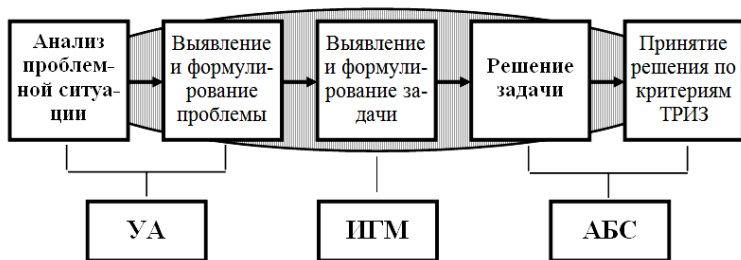 Анализ
проблем-
ной ситуа-
ции
Выявление
и формули-
рование
проблемы
Выявление
и формули-
рование за-
дачи
Решение
задачи
Принятие
решения по
критериям
ТРИЗ
УА
ИГМ
АБС